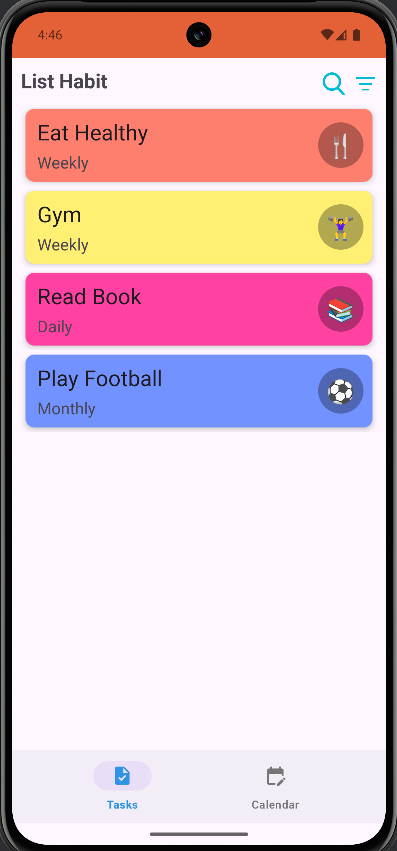 4:46
List Habit
Eat Healthy
Weekly
Gym
Weekly
Read Book
Daily
Play Football
Monthly
Tasks
Calendar